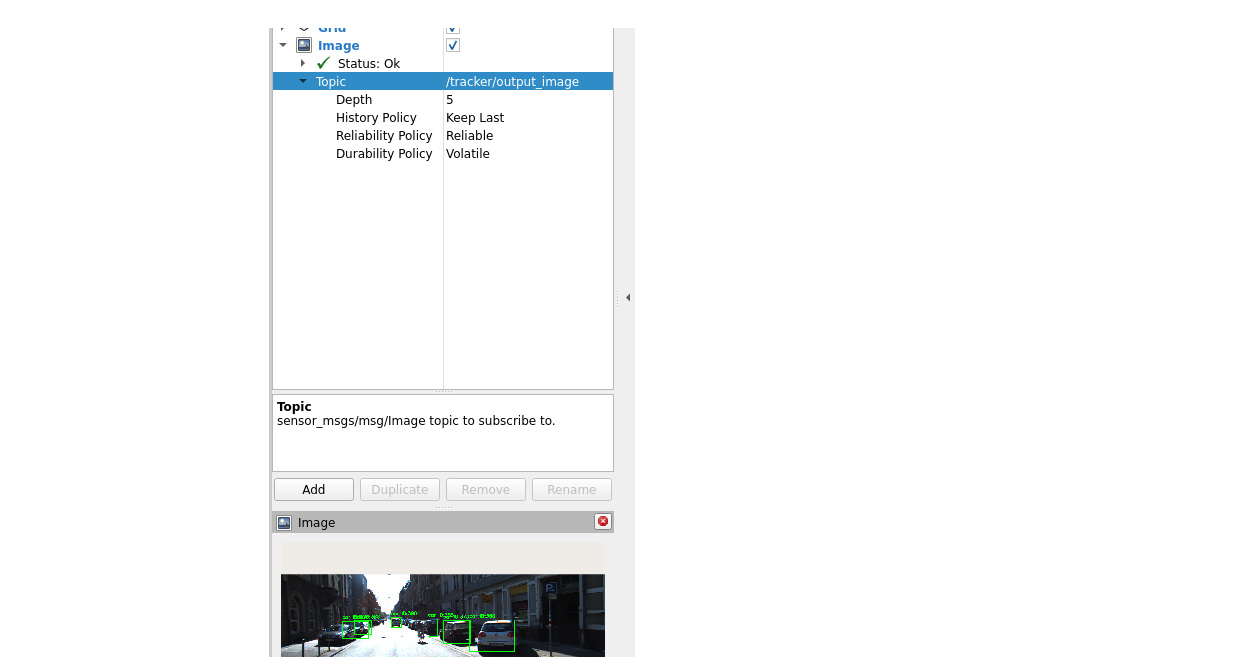 Grid
Image
Status: Ok
Topic /tracker/output_image
Depth 5
History Policy Keep Last
Reliability Policy Reliable
Durability Policy Volatile
Topic
sensor_msgs/msg/Image topic to subscribe to.
Add Duplicate Remove Rename
Image
P